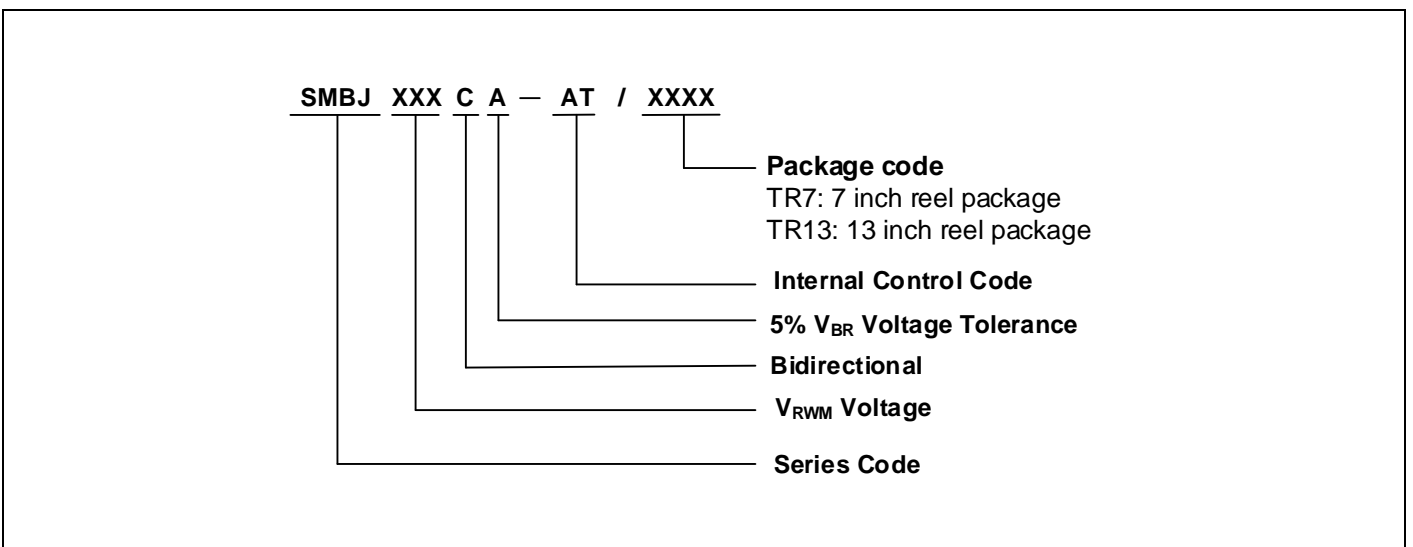 SMBJ XXX C A — AT / XXXX
Package code
TR7: 7 inch reel package
TR13: 13 inch reel package
Internal Control Code
5% VBR Voltage Tolerance
Bidirectional
VRWM Voltage
Series Code